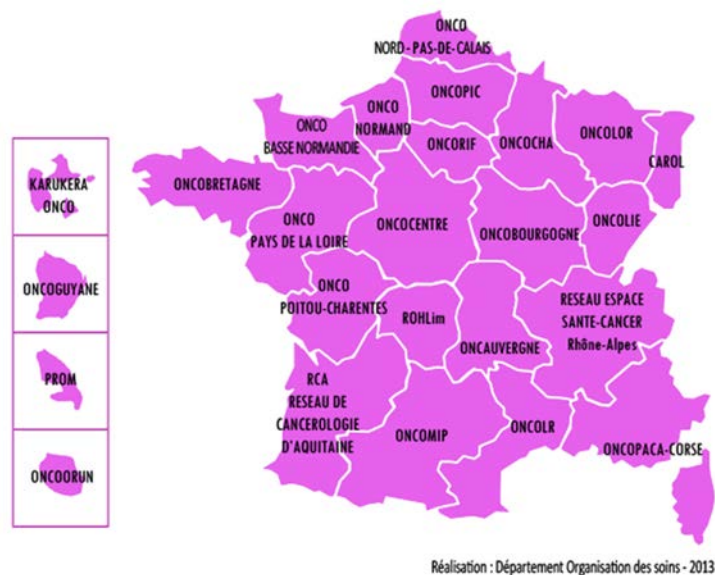 ONCO
NORD-PAS-DE-CALAIS
ONCOPIC
ONCO
NORMAND
ONCO
BASSE NORMANDIE
ONCORIF
ONCOCHA
ONCOLOR
CAROL
ONCOBRETAGNE
ONCO
PAYS DE LA LOIRE
ONCOCENTRE
ONCOBOURGOGNE
ONCOLIE
ONCO
POITOU-CHARENTES
ROHLim
ONCAUVERGNE
RESEAU ESPACE
SANTE-CANCER
Rhône-Alpes
RCA
RESEAU DE
CANCEROLOGIE
D'AQUITAINE
ONCOMIP
ONCOLR
ONCOPACA-CORSE
KARUKERA
ONCO
ONCOGUYANE
PROM
ONCOORUN
Réalisation : Département Organisation des soins - 2013